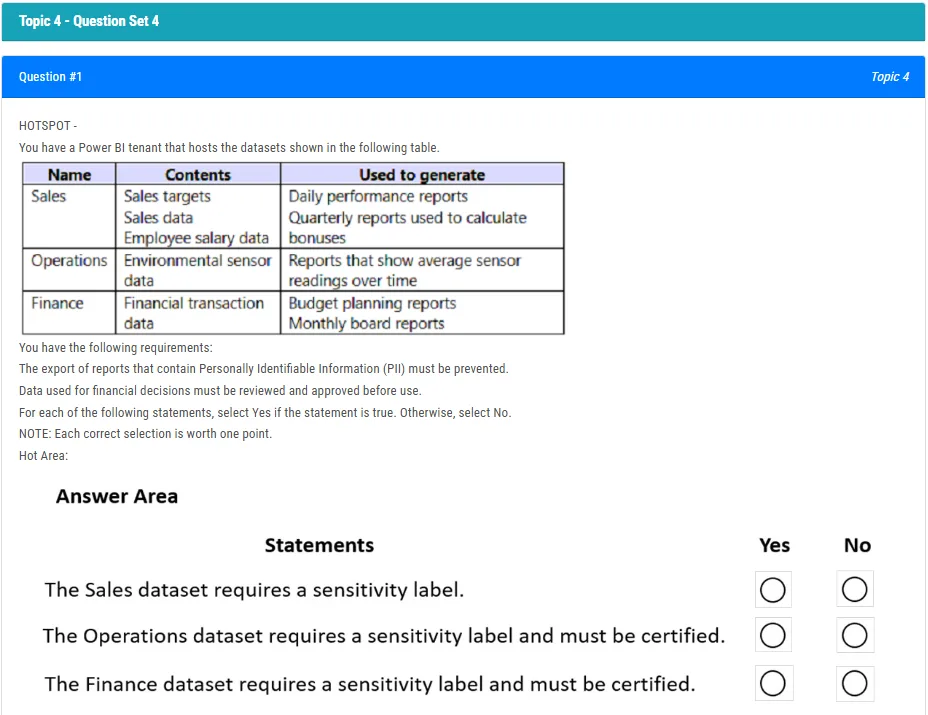 Topic 4 - Question Set 4
Question #1 Topic 4
HOTSPOT -
You have a Power BI tenant that hosts the datasets shown in the following table.
Name Contents Used to generate
Sales Sales targets Daily performance reports
Sales data Quarterly reports used to calculate
Employee salary data bonuses
Operations Environmental sensor Reports that show average sensor
data readings over time
Finance Financial transaction Budget planning reports
data Monthly board reports
You have the following requirements:
The export of reports that contain Personally Identifiable Information (PII) must be prevented.
Data used for financial decisions must be reviewed and approved before use.
For each of the following statements, select Yes if the statement is true. Otherwise, select No.
NOTE: Each correct selection is worth one point.
Hot Area:
Answer Area
Statements Yes No
The Sales dataset requires a sensitivity label.
The Operations dataset requires a sensitivity label and must be certified.
The Finance dataset requires a sensitivity label and must be certified.